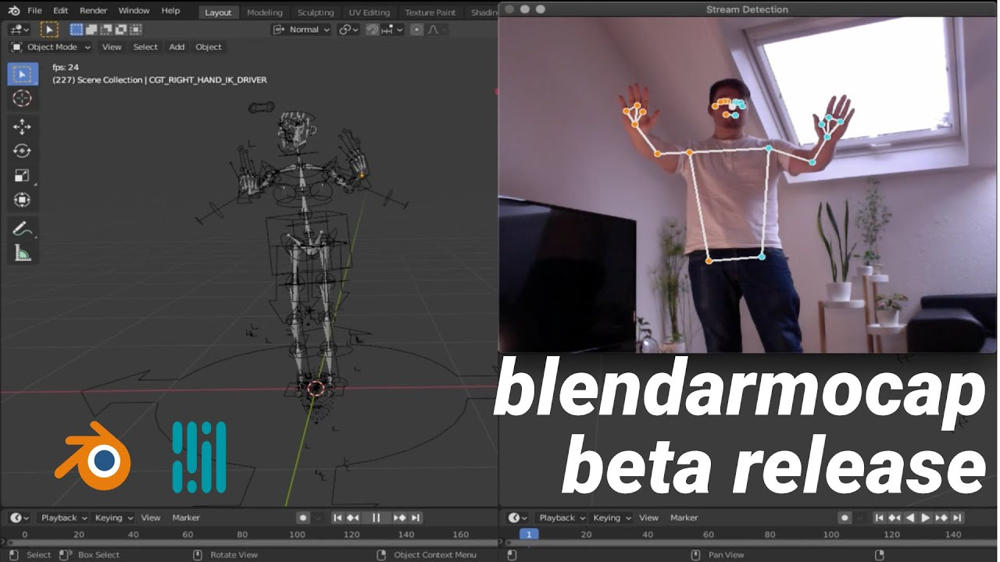 File Edit Render Window Help
Layout Modeling Sculpting UV Editing Texture Paint Shading
Stream Detection
Normal
Object Mode View Select Add Object
fps: 24
(227) Scene Collection | CGT_RIGHT_HAND_IK_DRIVER
blendarmocap
beta release
Playback Keying View Marker
Playback Keying View Marker
0 20 40 60 80 100 120 140 160
1 20 40 60 80 100 120 140
Select Box Select Rotate View Object Context Menu
Pan View